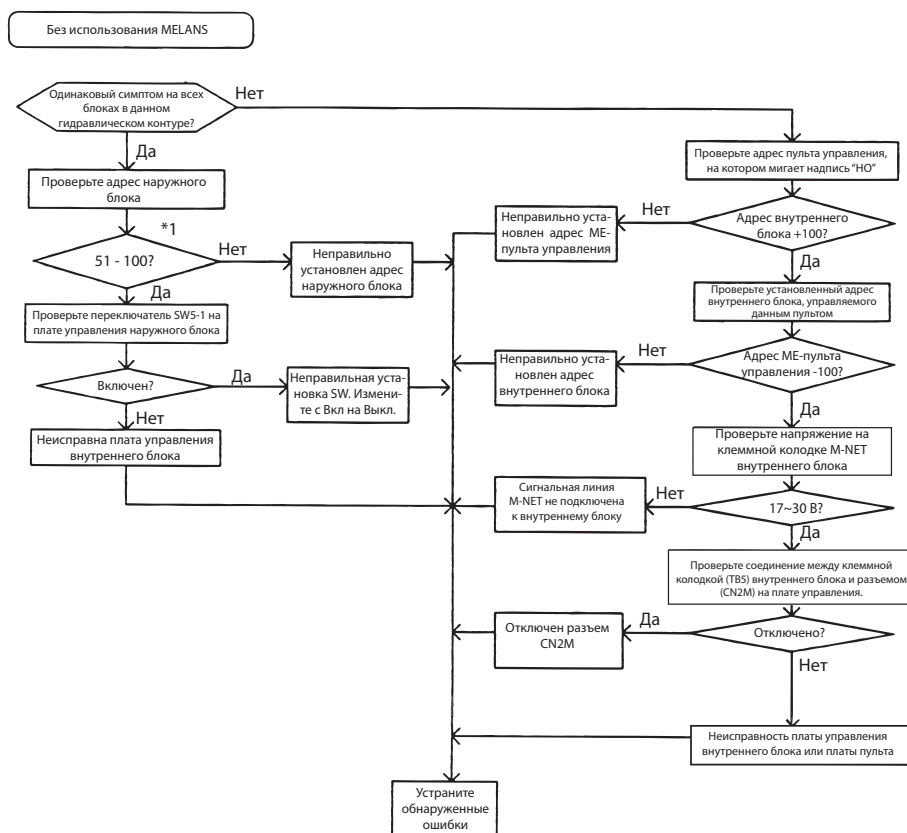 Без использования MELANS
Одинаковый симптом на всех
блоках в данном
гидравлическом контуре?
Нет
Да
Проверьте адрес наружного
блока
*1
51 - 100?
Нет
Да
Неправильно
установлен адрес
наружного блока
Проверьте переключатель SW5-1 на
плате управления наружного блока
Включен?
Да
Нет
Неправильная уста-
новка SW. Измени-
те с Вкл на Выкл.
Неисправна плата управления
внутреннего блока
Проверьте адрес пульта управления,
на котором мигает надпись "HO"
Адрес внутреннего
блока +100?
Нет
Да
Неправильно уста-
новлен адрес ME-
пульта управления
Проверьте установленный адрес
внутреннего блока, управляемого
данным пультом
Адрес ME-пульта
управления -100?
Нет
Да
Неправильно
установлен адрес
внутреннего блока
Проверьте напряжение на
клеммной колодке M-NET
внутреннего блока
17~30 В?
Нет
Да
Сигнальная линия
M-NET не подключена
к внутреннему блоку
Проверьте соединение между клеммной
колодкой (TB5) внутреннего блока и разъемом
(CN2M) на плате управления.
Отключено?
Да
Нет
Отключен разъем
CN2M
Неисправность платы управления
внутреннего блока или платы пульта
Устраните
обнаруженные
ошибки